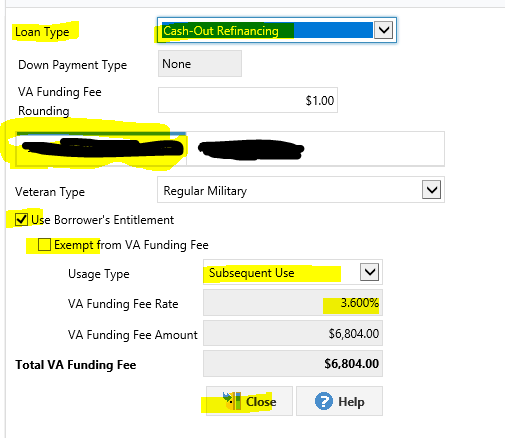 Loan Type Cash-Out Refinancing
Down Payment Type None
VA Funding Fee
Rounding $1.00
Veteran Type Regular Military
Use Borrower's Entitlement
Exempt from VA Funding Fee
Usage Type Subsequent Use
VA Funding Fee Rate 3.600%
VA Funding Fee Amount $6,804.00
Total VA Funding Fee $6,804.00
Close Help